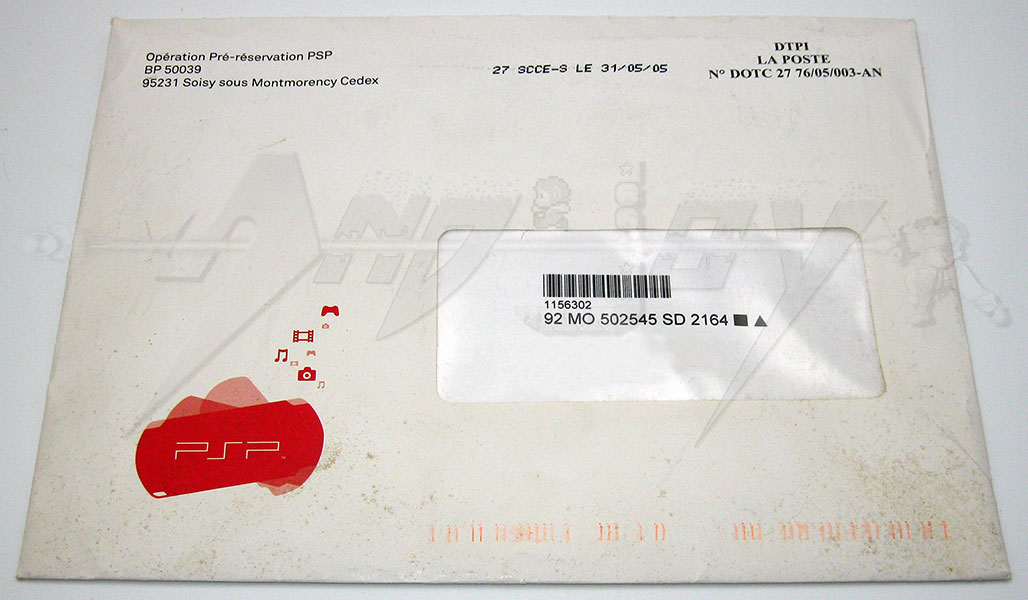 Opération Pré-réservation PSP
BP 50039
95231 Soisy sous Montmorency Cedex
27 SCCE-S LE 31/05/05
DTPI
LA POSTE
N° DOTC 27 76/05/003-AN
1156302
92 MO 502545 SD 2164
PSP